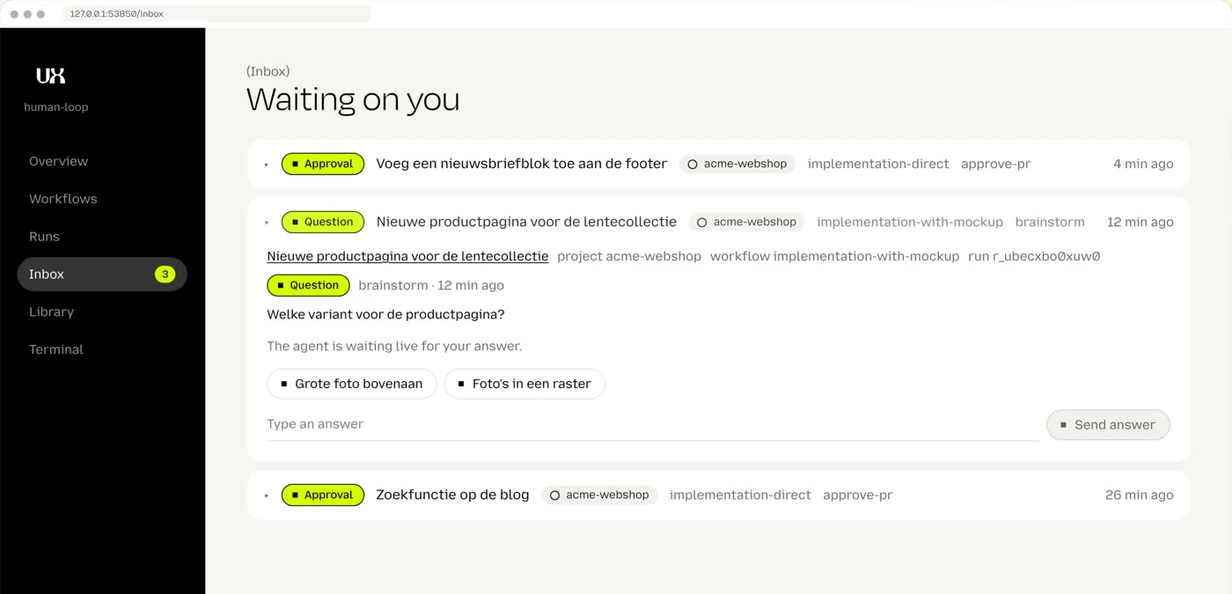 127.0.0.1:53850/inbox
UX
human-loop
Overview
Workflows
Runs
Inbox 3
Library
Terminal
(Inbox)
Waiting on you
Approval Voeg een nieuwsbriefblok toe aan de footer acme-webshop implementation-direct approve-pr 4 min ago
Question Nieuwe productpagina voor de lentecollectie acme-webshop implementation-with-mockup brainstorm 12 min ago
Nieuwe productpagina voor de lentecollectie project acme-webshop workflow implementation-with-mockup run r_ubecxbo0xuw0
Question brainstorm · 12 min ago
Welke variant voor de productpagina?
The agent is waiting live for your answer.
Grote foto bovenaan Foto's in een raster
Type an answer Send answer
Approval Zoekfunctie op de blog acme-webshop implementation-direct approve-pr 26 min ago